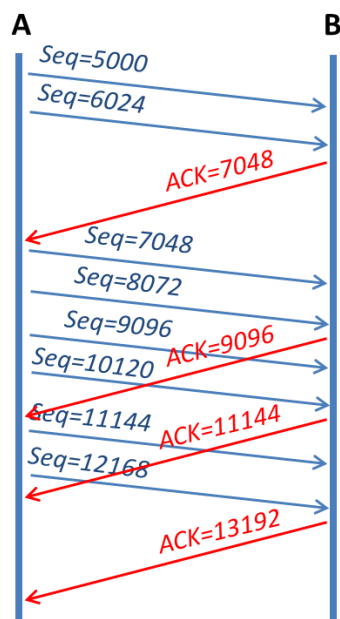 A B
Seq=5000
Seq=6024
ACK=7048
Seq=7048
Seq=8072
Seq=9096
ACK=9096
Seq=10120
Seq=11144
ACK=11144
Seq=12168
ACK=13192